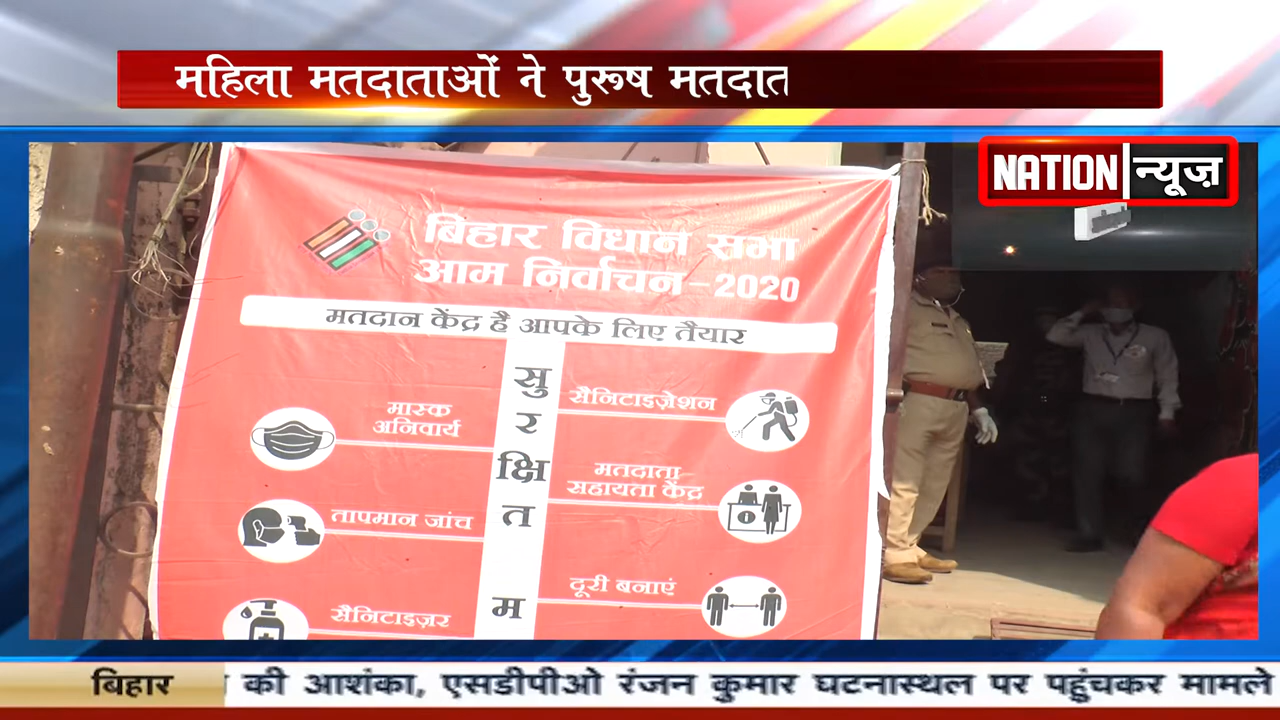 महिला मतदाताओं ने पुरूष मतदात
NATION न्यूज़
बिहार विधान सभा
आम निर्वाचन-2020
मतदान केंद्र है आपके लिए तैयार
सुरक्षित म
मास्क
अनिवार्य
सैनिटाइज़ेशन
तापमान जांच
मतदाता
सहायता केंद्र
सैनिटाइज़र
दूरी बनाएं
बिहार
की आशंका, एसडीपीओ रंजन कुमार घटनास्थल पर पहुंचकर मामले